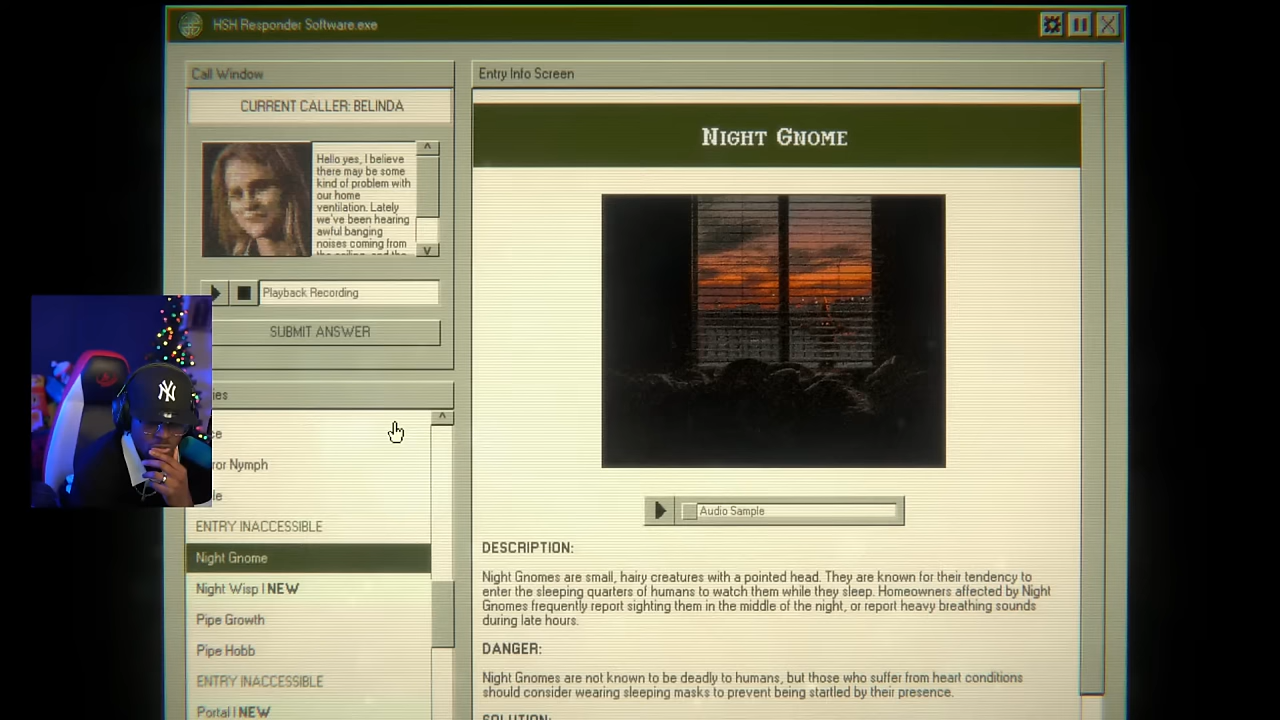 HSH Responder Software.exe
Call Window
CURRENT CALLER: BELINDA
Hello yes, I believe
there may be some
kind of problem with
our home
ventilation. Lately
we've been hearing
awful banging
noises coming from
the ceiling, and the
Playback Recording
SUBMIT ANSWER
NY
Mirror Nymph
ENTRY INACCESSIBLE
Night Gnome
Night Wisp | NEW
Pipe Growth
Pipe Hobb
ENTRY INACCESSIBLE
Portal | NEW
Entry Info Screen
NIGHT GNOME
Audio Sample
DESCRIPTION:
Night Gnomes are small, hairy creatures with a pointed head. They are known for their tendency to
enter the sleeping quarters of humans to watch them while they sleep. Homeowners affected by Night
Gnomes frequently report sighting them in the middle of the night, or report heavy breathing sounds
during late hours.
DANGER:
Night Gnomes are not known to be deadly to humans, but those who suffer from heart conditions
should consider wearing sleeping masks to prevent being startled by their presence.
SOLUTION: